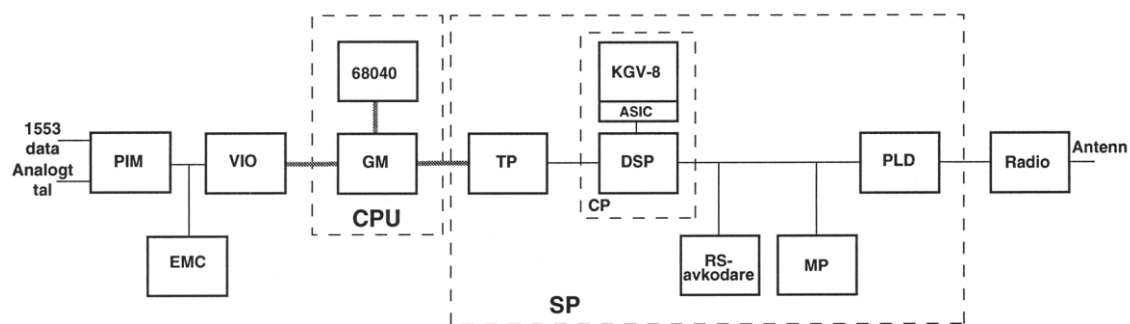 68040
KGV-8
ASIC
1553
data
Analogt
tal
PIM
VIO
GM
TP
DSP
PLD
Radio
Antenn
CP
CPU
EMC
RS-
avkodare
MP
SP